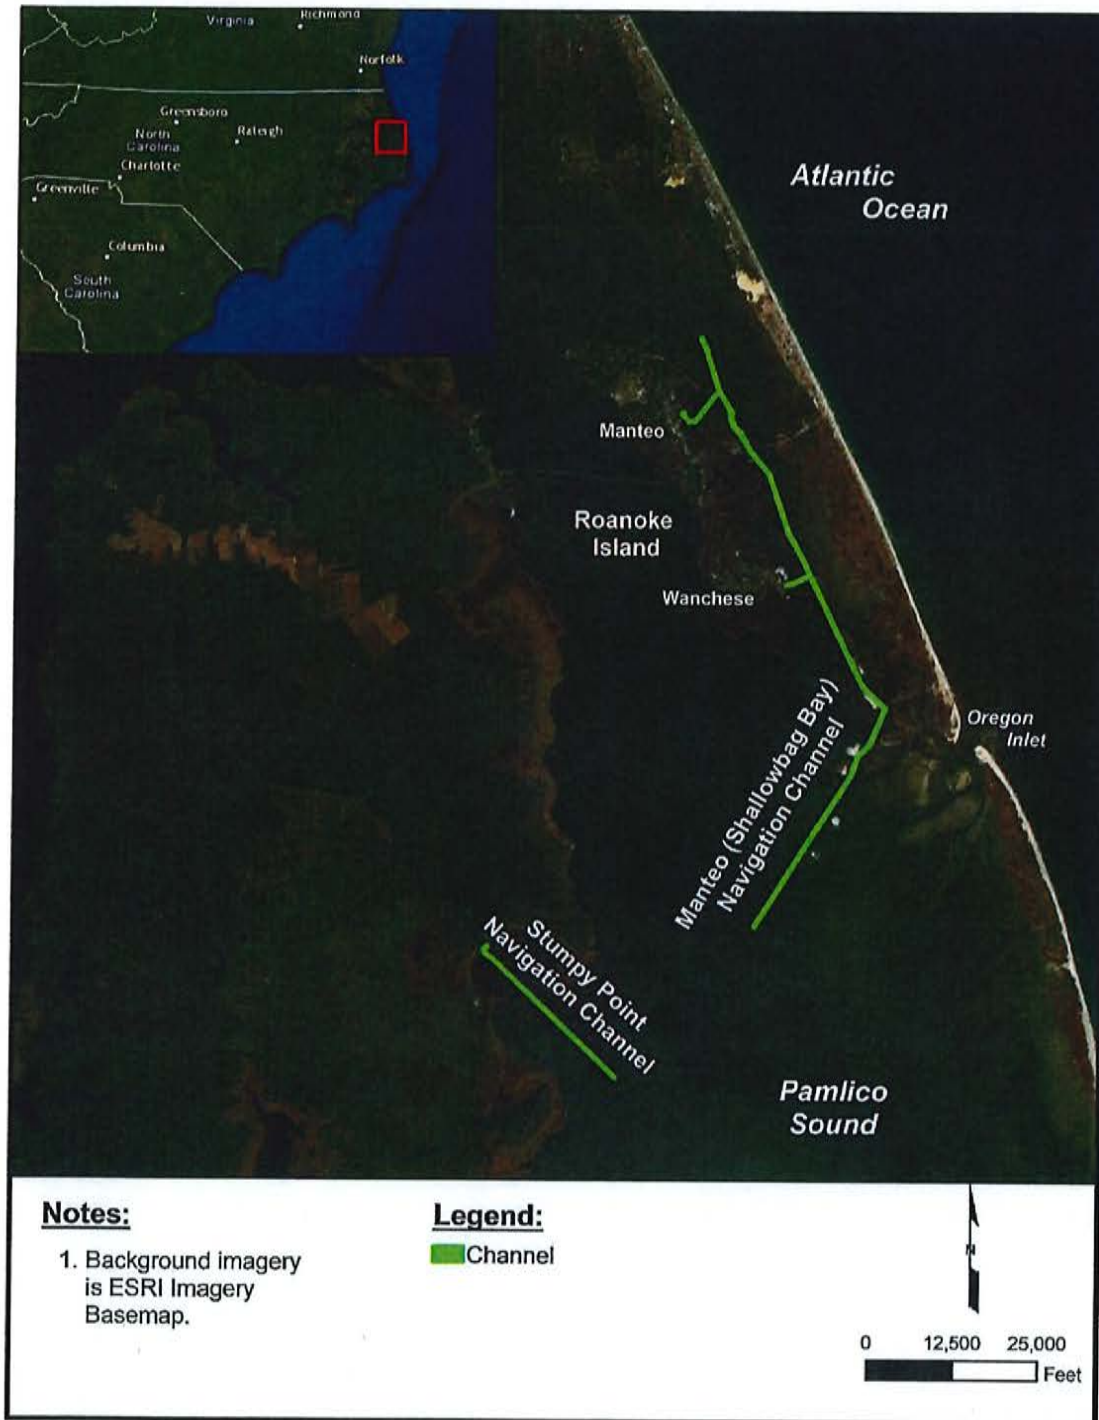 Virginia
Richmond
Norfolk
Greensboro
North
Carolina
Raleigh
Charlotte
Greenville
Columbia
South
Carolina
Atlantic
Ocean
Manteo
Roanoke
Island
Wanchese
Oregon
Inlet
Manteo (Shallowbag Bay)
Navigation Channel
Stumpy Point
Navigation Channel
Pamlico
Sound
Notes:
1. Background imagery
is ESRI Imagery
Basemap.
Legend:
Channel
N
0 12,500 25,000
Feet